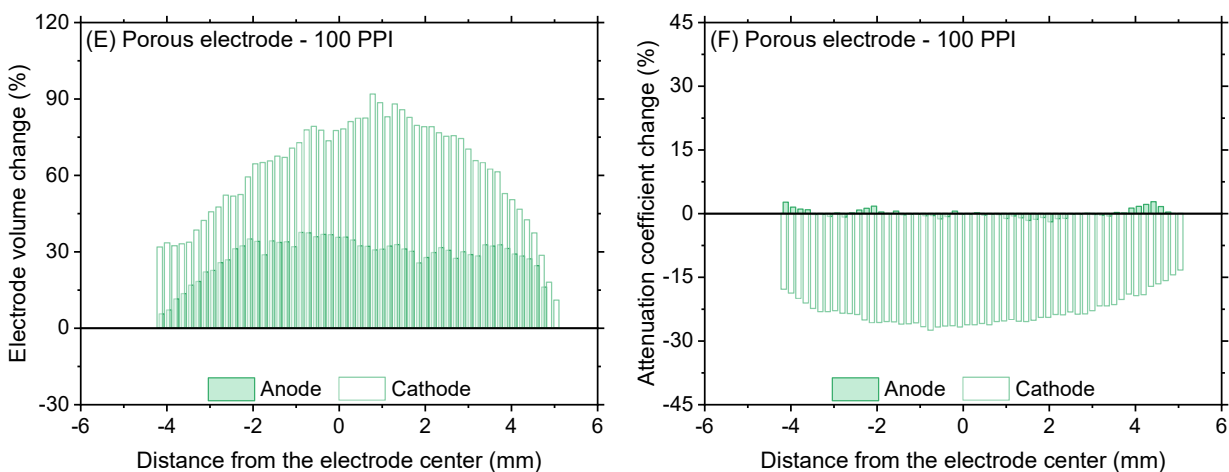 (E) Porous electrode - 100 PPI
Electrode volume change (%)
120
90
60
30
0
-30
Anode
Cathode
-6
-4
-2
0
2
4
6
Distance from the electrode center (mm)
(F) Porous electrode - 100 PPI
Attenuation coefficient change (%)
45
30
15
0
-15
-30
-45
Anode
Cathode
-6
-4
-2
0
2
4
6
Distance from the electrode center (mm)